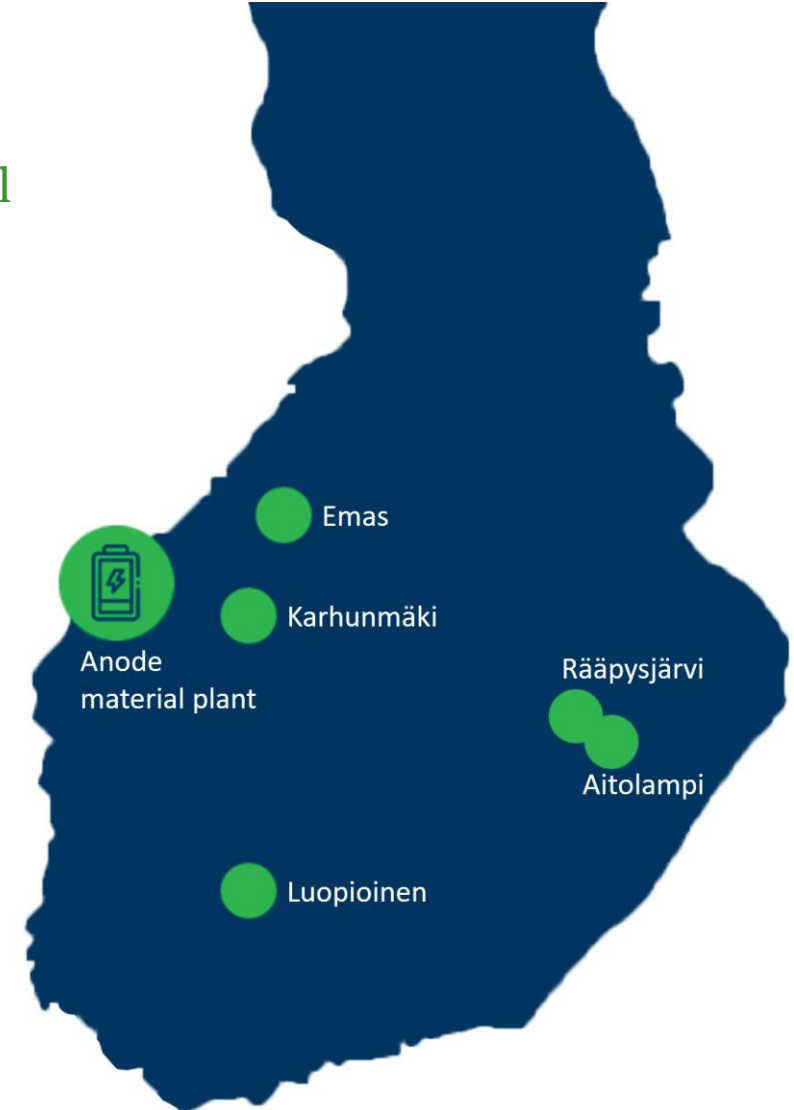 l
Emas
Karhunmäki
Anode
material plant
Rääpysjärvi
Aitolampi
Luopioinen